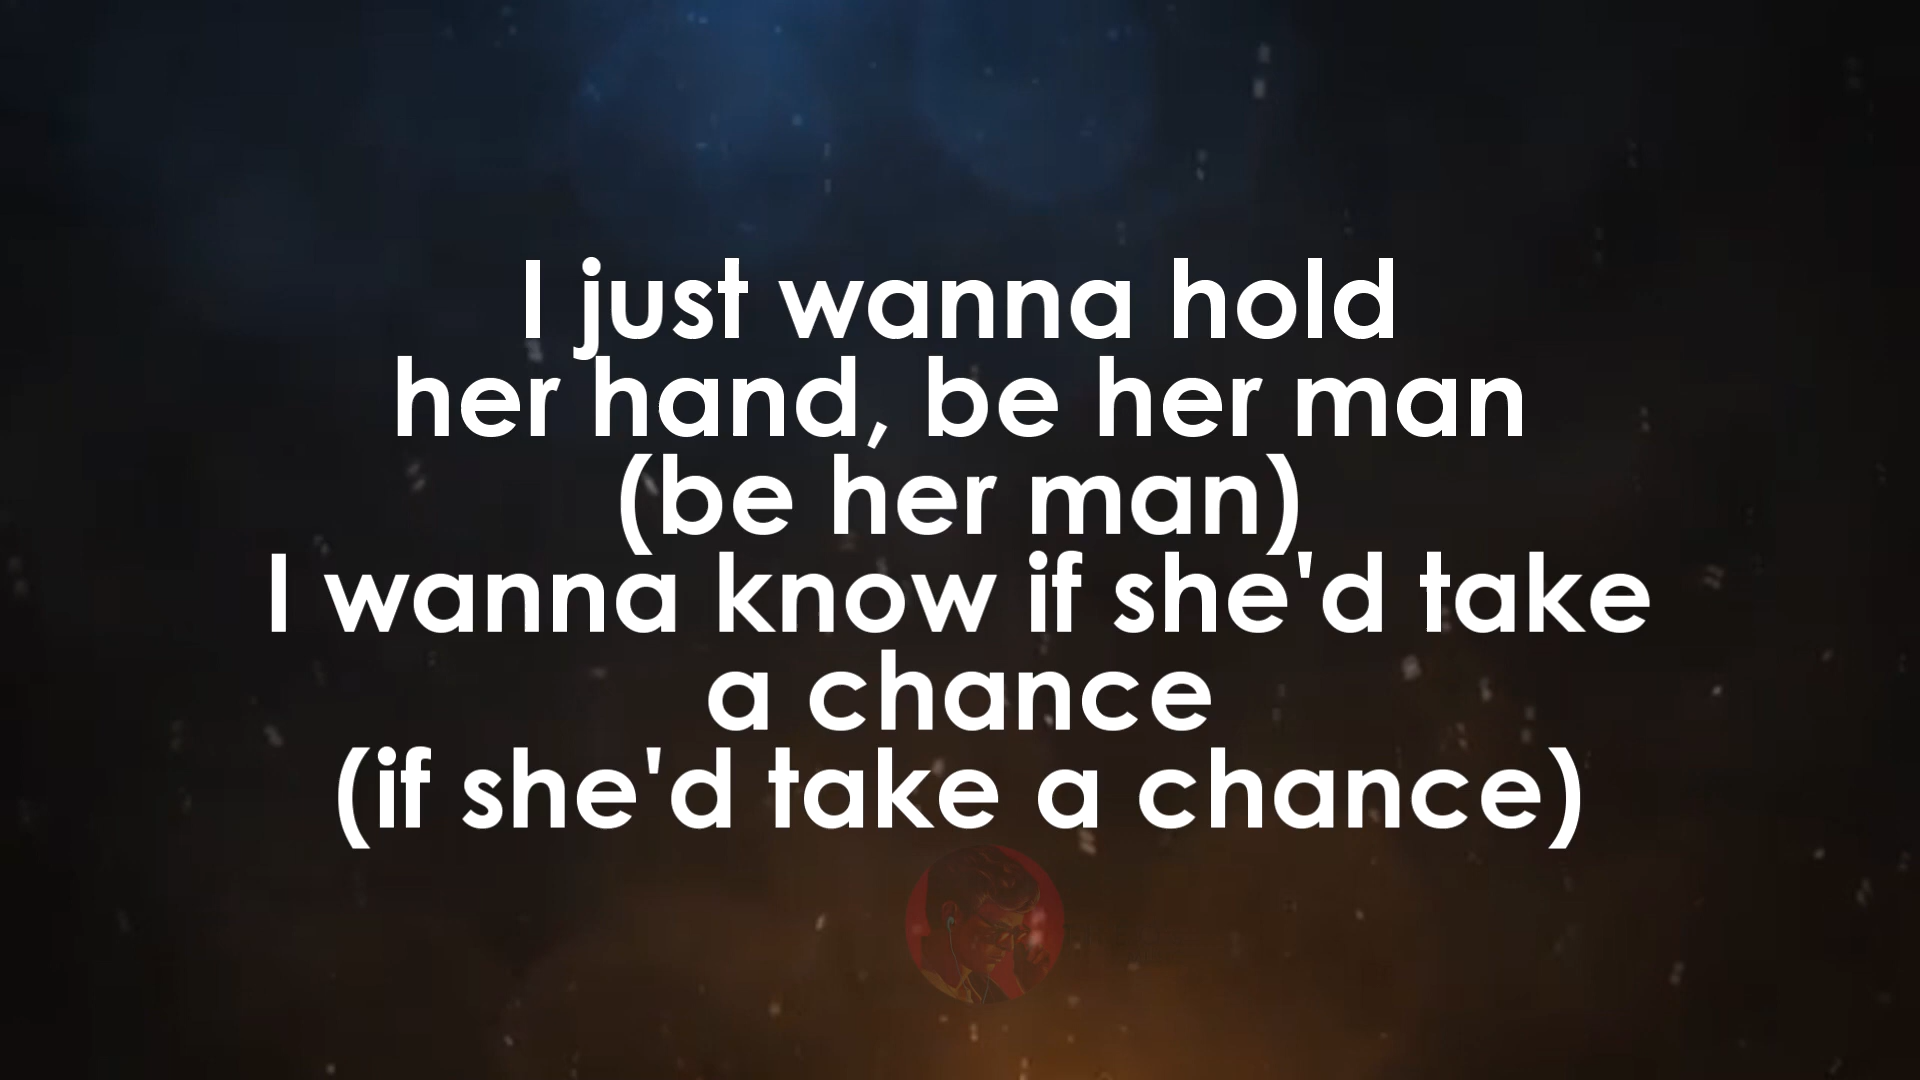 I just wanna hold
her hand, be her man
(be her man)
I wanna know if she'd take
a chance
(if she'd take a chance)